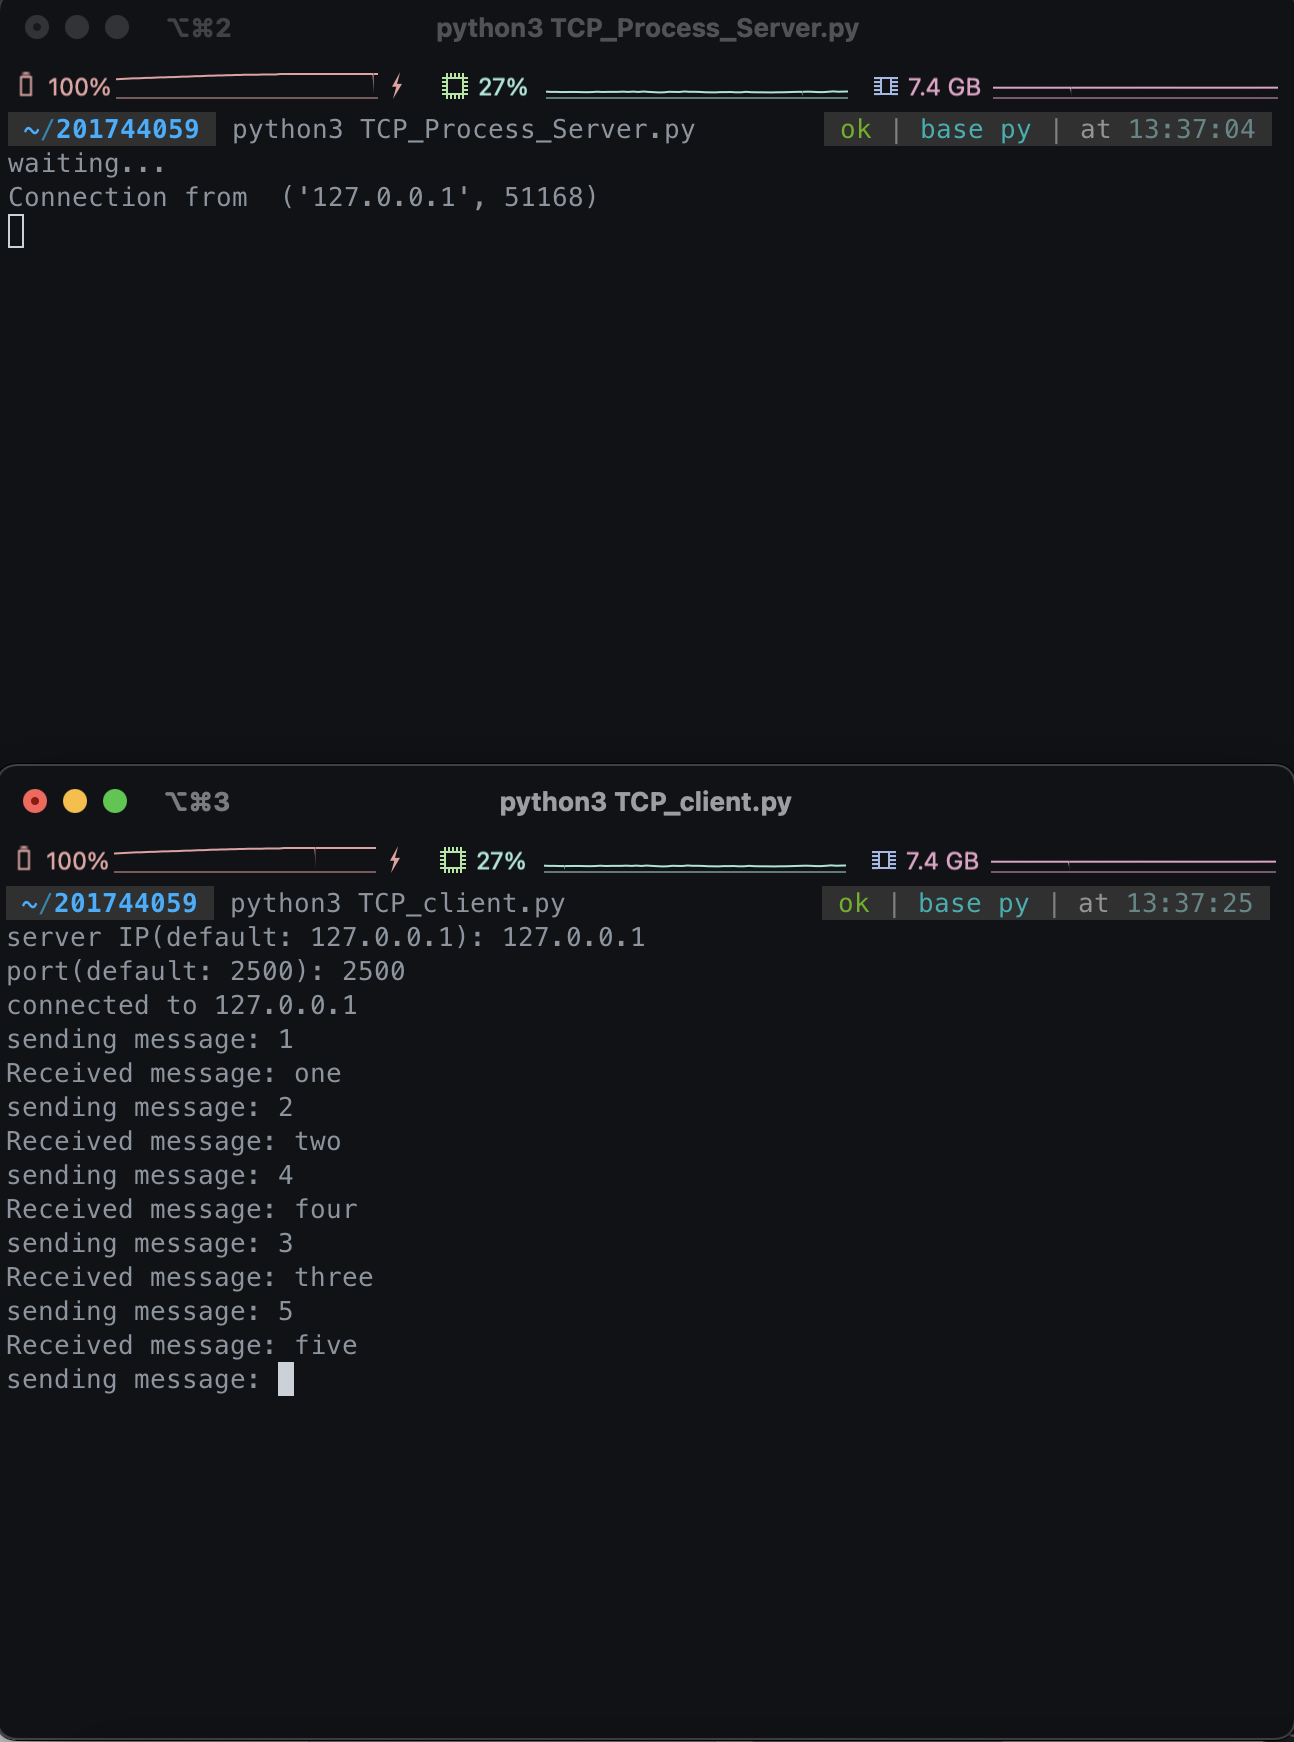 ⌥⌘2 python3 TCP_Process_Server.py
100% 27% 7.4 GB
~/201744059 python3 TCP_Process_Server.py ok | base py | at 13:37:04
waiting...
Connection from  ('127.0.0.1', 51168)
⌥⌘3 python3 TCP_client.py
100% 27% 7.4 GB
~/201744059 python3 TCP_client.py ok | base py | at 13:37:25
server IP(default: 127.0.0.1): 127.0.0.1
port(default: 2500): 2500
connected to 127.0.0.1
sending message: 1
Received message: one
sending message: 2
Received message: two
sending message: 4
Received message: four
sending message: 3
Received message: three
sending message: 5
Received message: five
sending message: